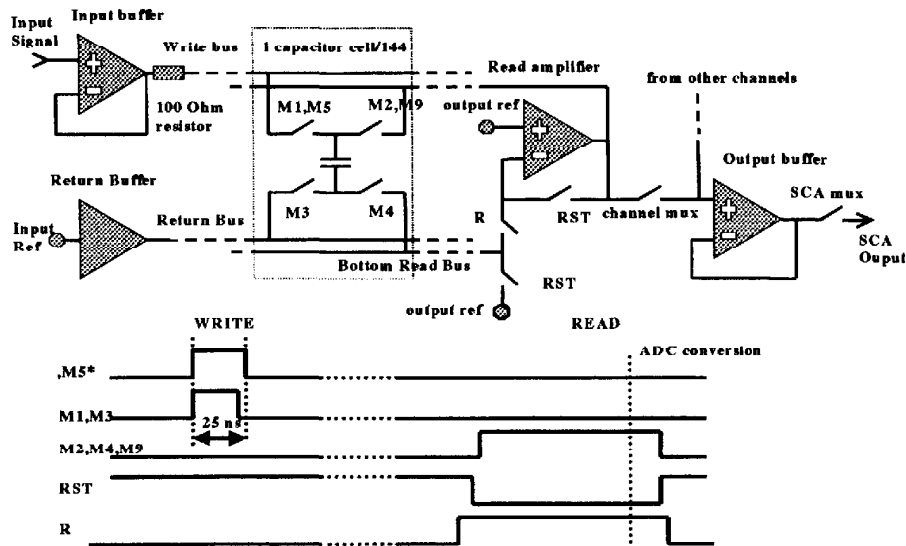 Input buffer
Input
Signal
Write bus
1 capacitor cell/144
Read amplifier
from other channels
100 Ohm
resistor
M1,M5
M2,M9
output ref
Output buffer
SCA mux
Return Buffer
M3
M4
R
RST
channel mux
Input
Ref
Return Bus
SCA
Ouput
Bottom Read Bus
RST
output ref
WRITE
READ
ADC conversion
,M5*
M1,M3
25 ns
M2,M4,M9
RST
R